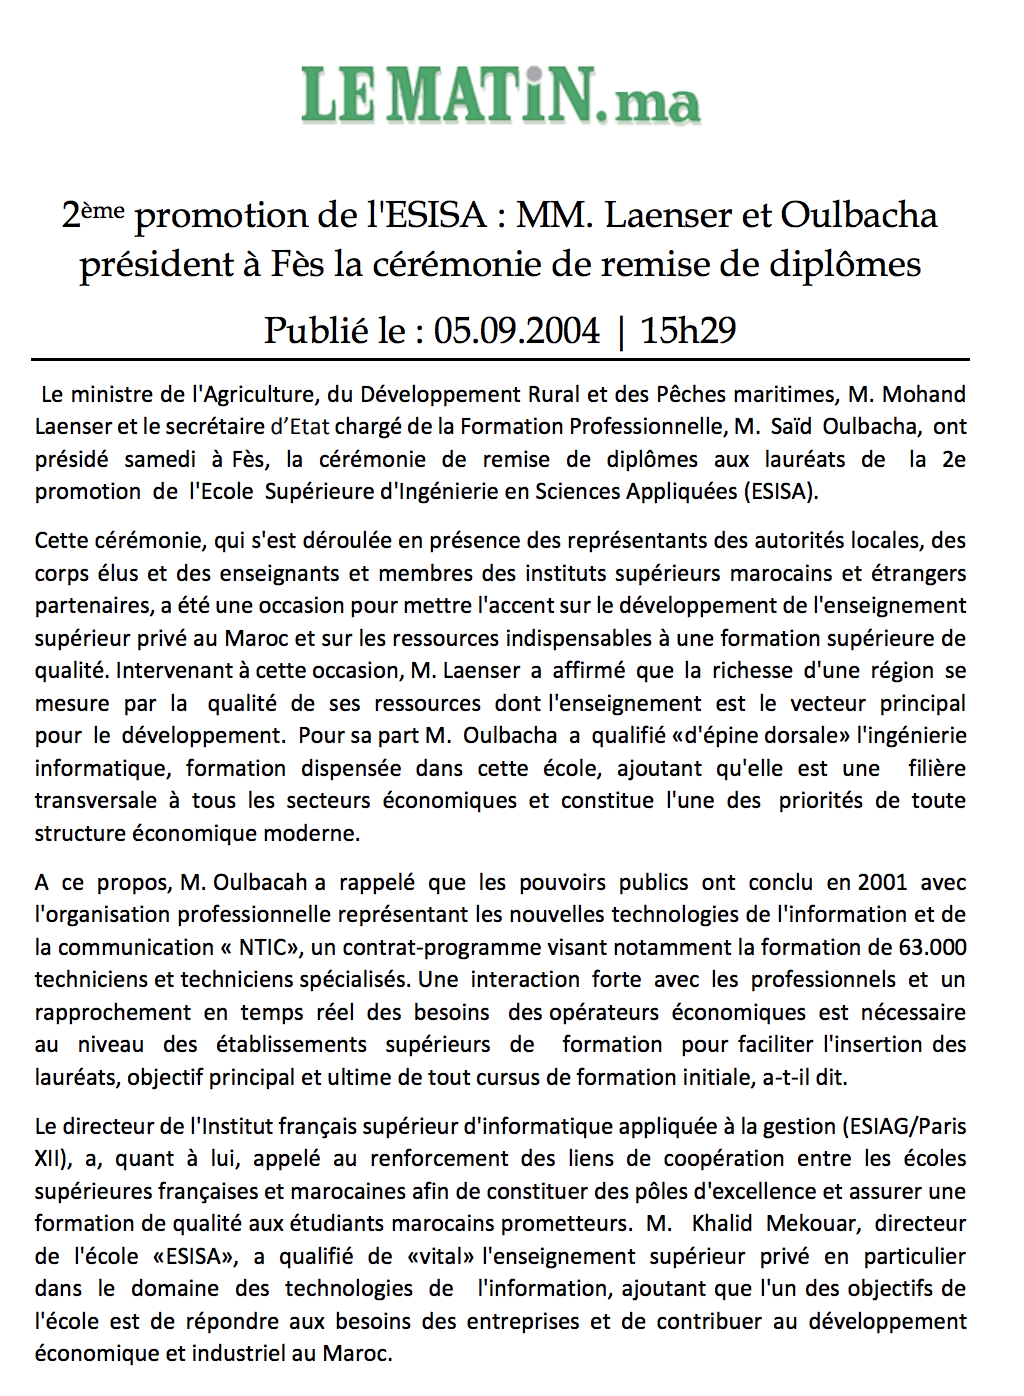 LE MATiN.ma
2ème promotion de l'ESISA : MM. Laenser et Oulbacha
président à Fès la cérémonie de remise de diplômes
Publié le : 05.09.2004 | 15h29
Le ministre de l'Agriculture, du Développement Rural et des Pêches maritimes, M. Mohand
Laenser et le secrétaire d’Etat chargé de la Formation Professionnelle, M. Saïd Oulbacha, ont
présidé samedi à Fès, la cérémonie de remise de diplômes aux lauréats de la 2e
promotion de l'Ecole Supérieure d'Ingénierie en Sciences Appliquées (ESISA).
Cette cérémonie, qui s'est déroulée en présence des représentants des autorités locales, des
corps élus et des enseignants et membres des instituts supérieurs marocains et étrangers
partenaires, a été une occasion pour mettre l'accent sur le développement de l'enseignement
supérieur privé au Maroc et sur les ressources indispensables à une formation supérieure de
qualité. Intervenant à cette occasion, M. Laenser a affirmé que la richesse d'une région se
mesure par la qualité de ses ressources dont l'enseignement est le vecteur principal
pour le développement. Pour sa part M. Oulbacha a qualifié «d'épine dorsale» l'ingénierie
informatique, formation dispensée dans cette école, ajoutant qu'elle est une filière
transversale à tous les secteurs économiques et constitue l'une des priorités de toute
structure économique moderne.
A ce propos, M. Oulbacah a rappelé que les pouvoirs publics ont conclu en 2001 avec
l'organisation professionnelle représentant les nouvelles technologies de l'information et de
la communication « NTIC», un contrat-programme visant notamment la formation de 63.000
techniciens et techniciens spécialisés. Une interaction forte avec les professionnels et un
rapprochement en temps réel des besoins des opérateurs économiques est nécessaire
au niveau des établissements supérieurs de formation pour faciliter l'insertion des
lauréats, objectif principal et ultime de tout cursus de formation initiale, a-t-il dit.
Le directeur de l'Institut français supérieur d'informatique appliquée à la gestion (ESIAG/Paris
XII), a, quant à lui, appelé au renforcement des liens de coopération entre les écoles
supérieures françaises et marocaines afin de constituer des pôles d'excellence et assurer une
formation de qualité aux étudiants marocains prometteurs. M. Khalid Mekouar, directeur
de l'école «ESISA», a qualifié de «vital» l'enseignement supérieur privé en particulier
dans le domaine des technologies de l'information, ajoutant que l'un des objectifs de
l'école est de répondre aux besoins des entreprises et de contribuer au développement
économique et industriel au Maroc.